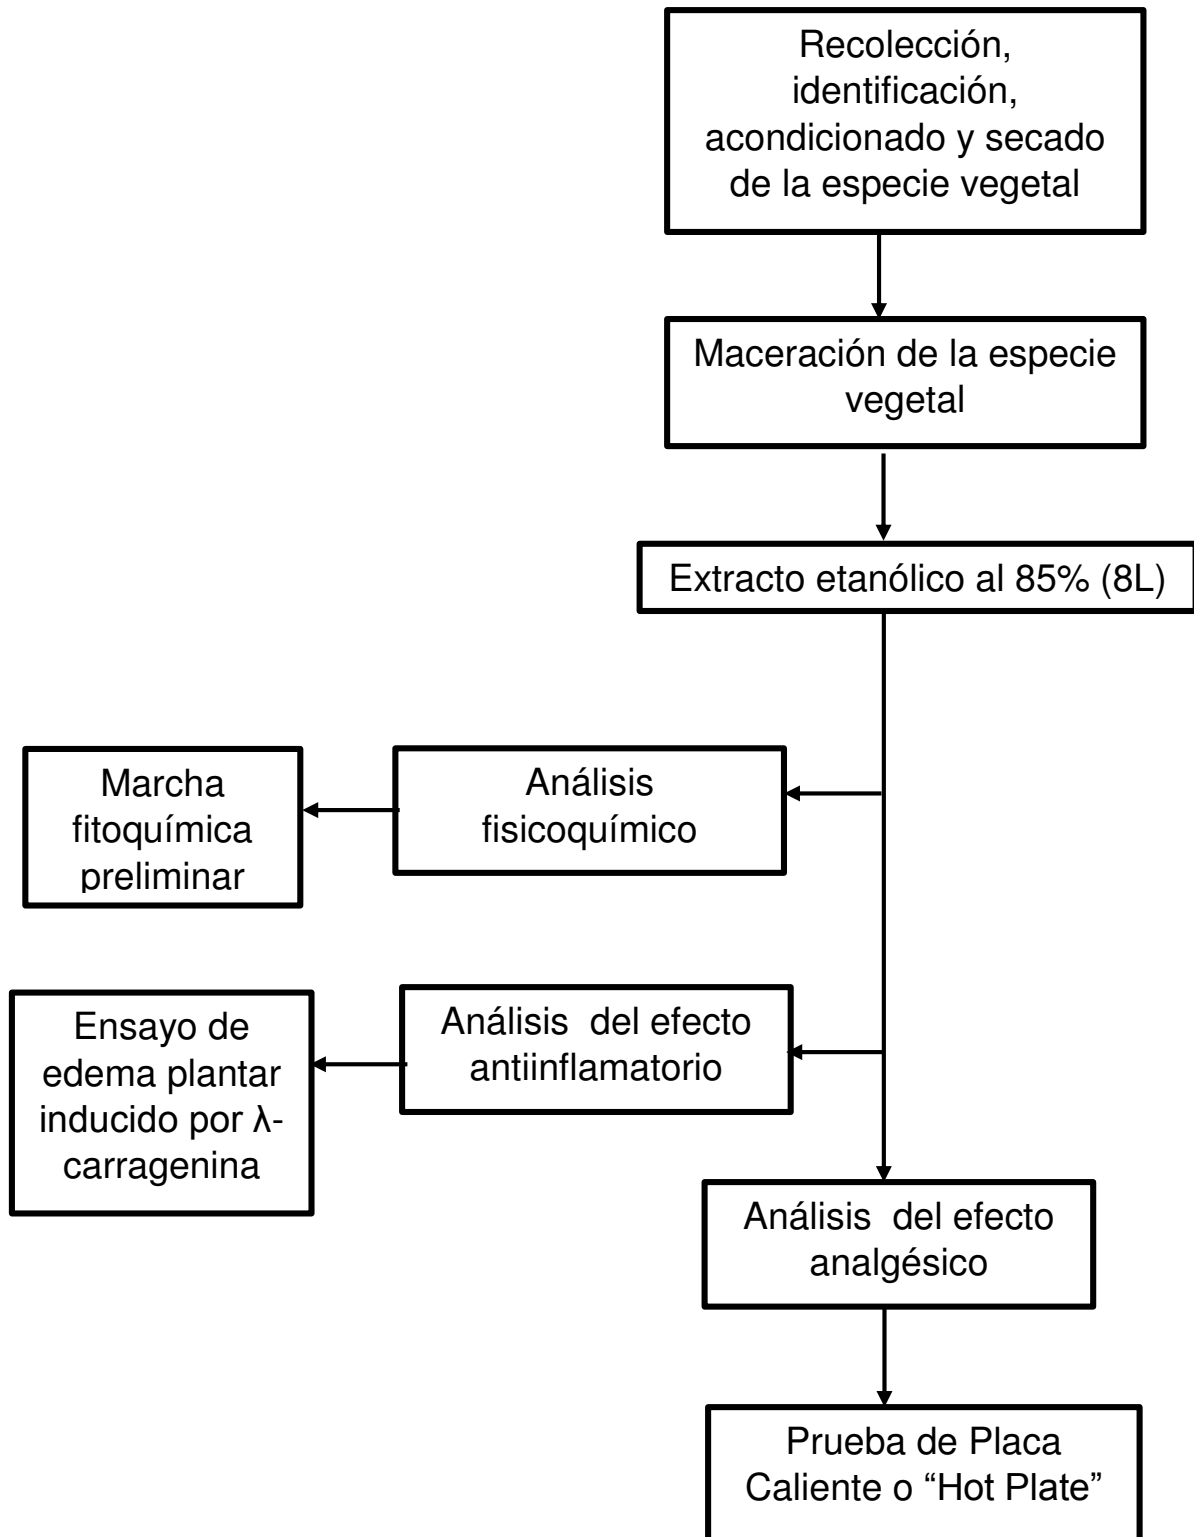 Recolección,
identificación,
acondicionado y secado
de la especie vegetal
Maceración de la especie
vegetal
Extracto etanólico al 85% (8L)
Análisis
fisicoquímico
Marcha
fitoquímica
preliminar
Análisis del efecto
antiinflamatorio
Ensayo de
edema plantar
inducido por λ-
carragenina
Análisis del efecto
analgésico
Prueba de Placa
Caliente o “Hot Plate”